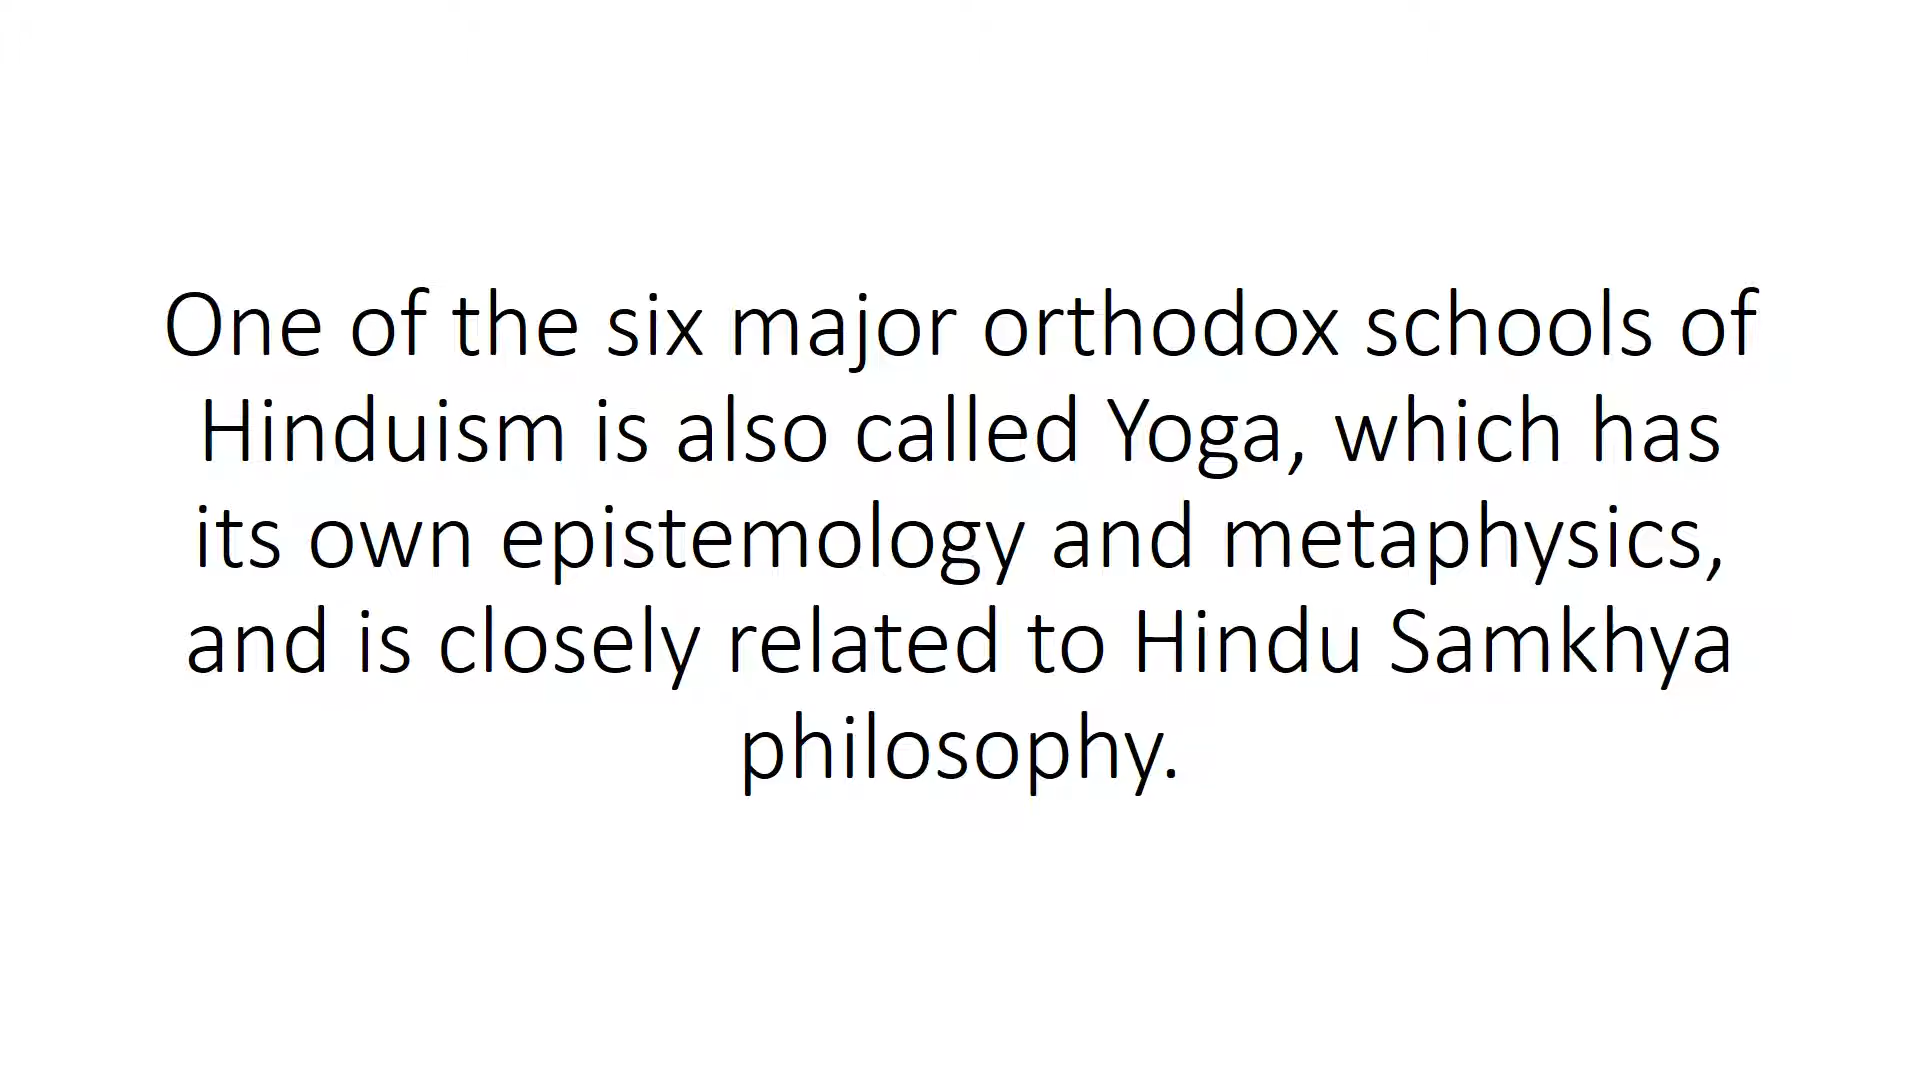 One of the six major orthodox schools of
Hinduism is also called Yoga, which has
its own epistemology and metaphysics,
and is closely related to Hindu Samkhya
philosophy.